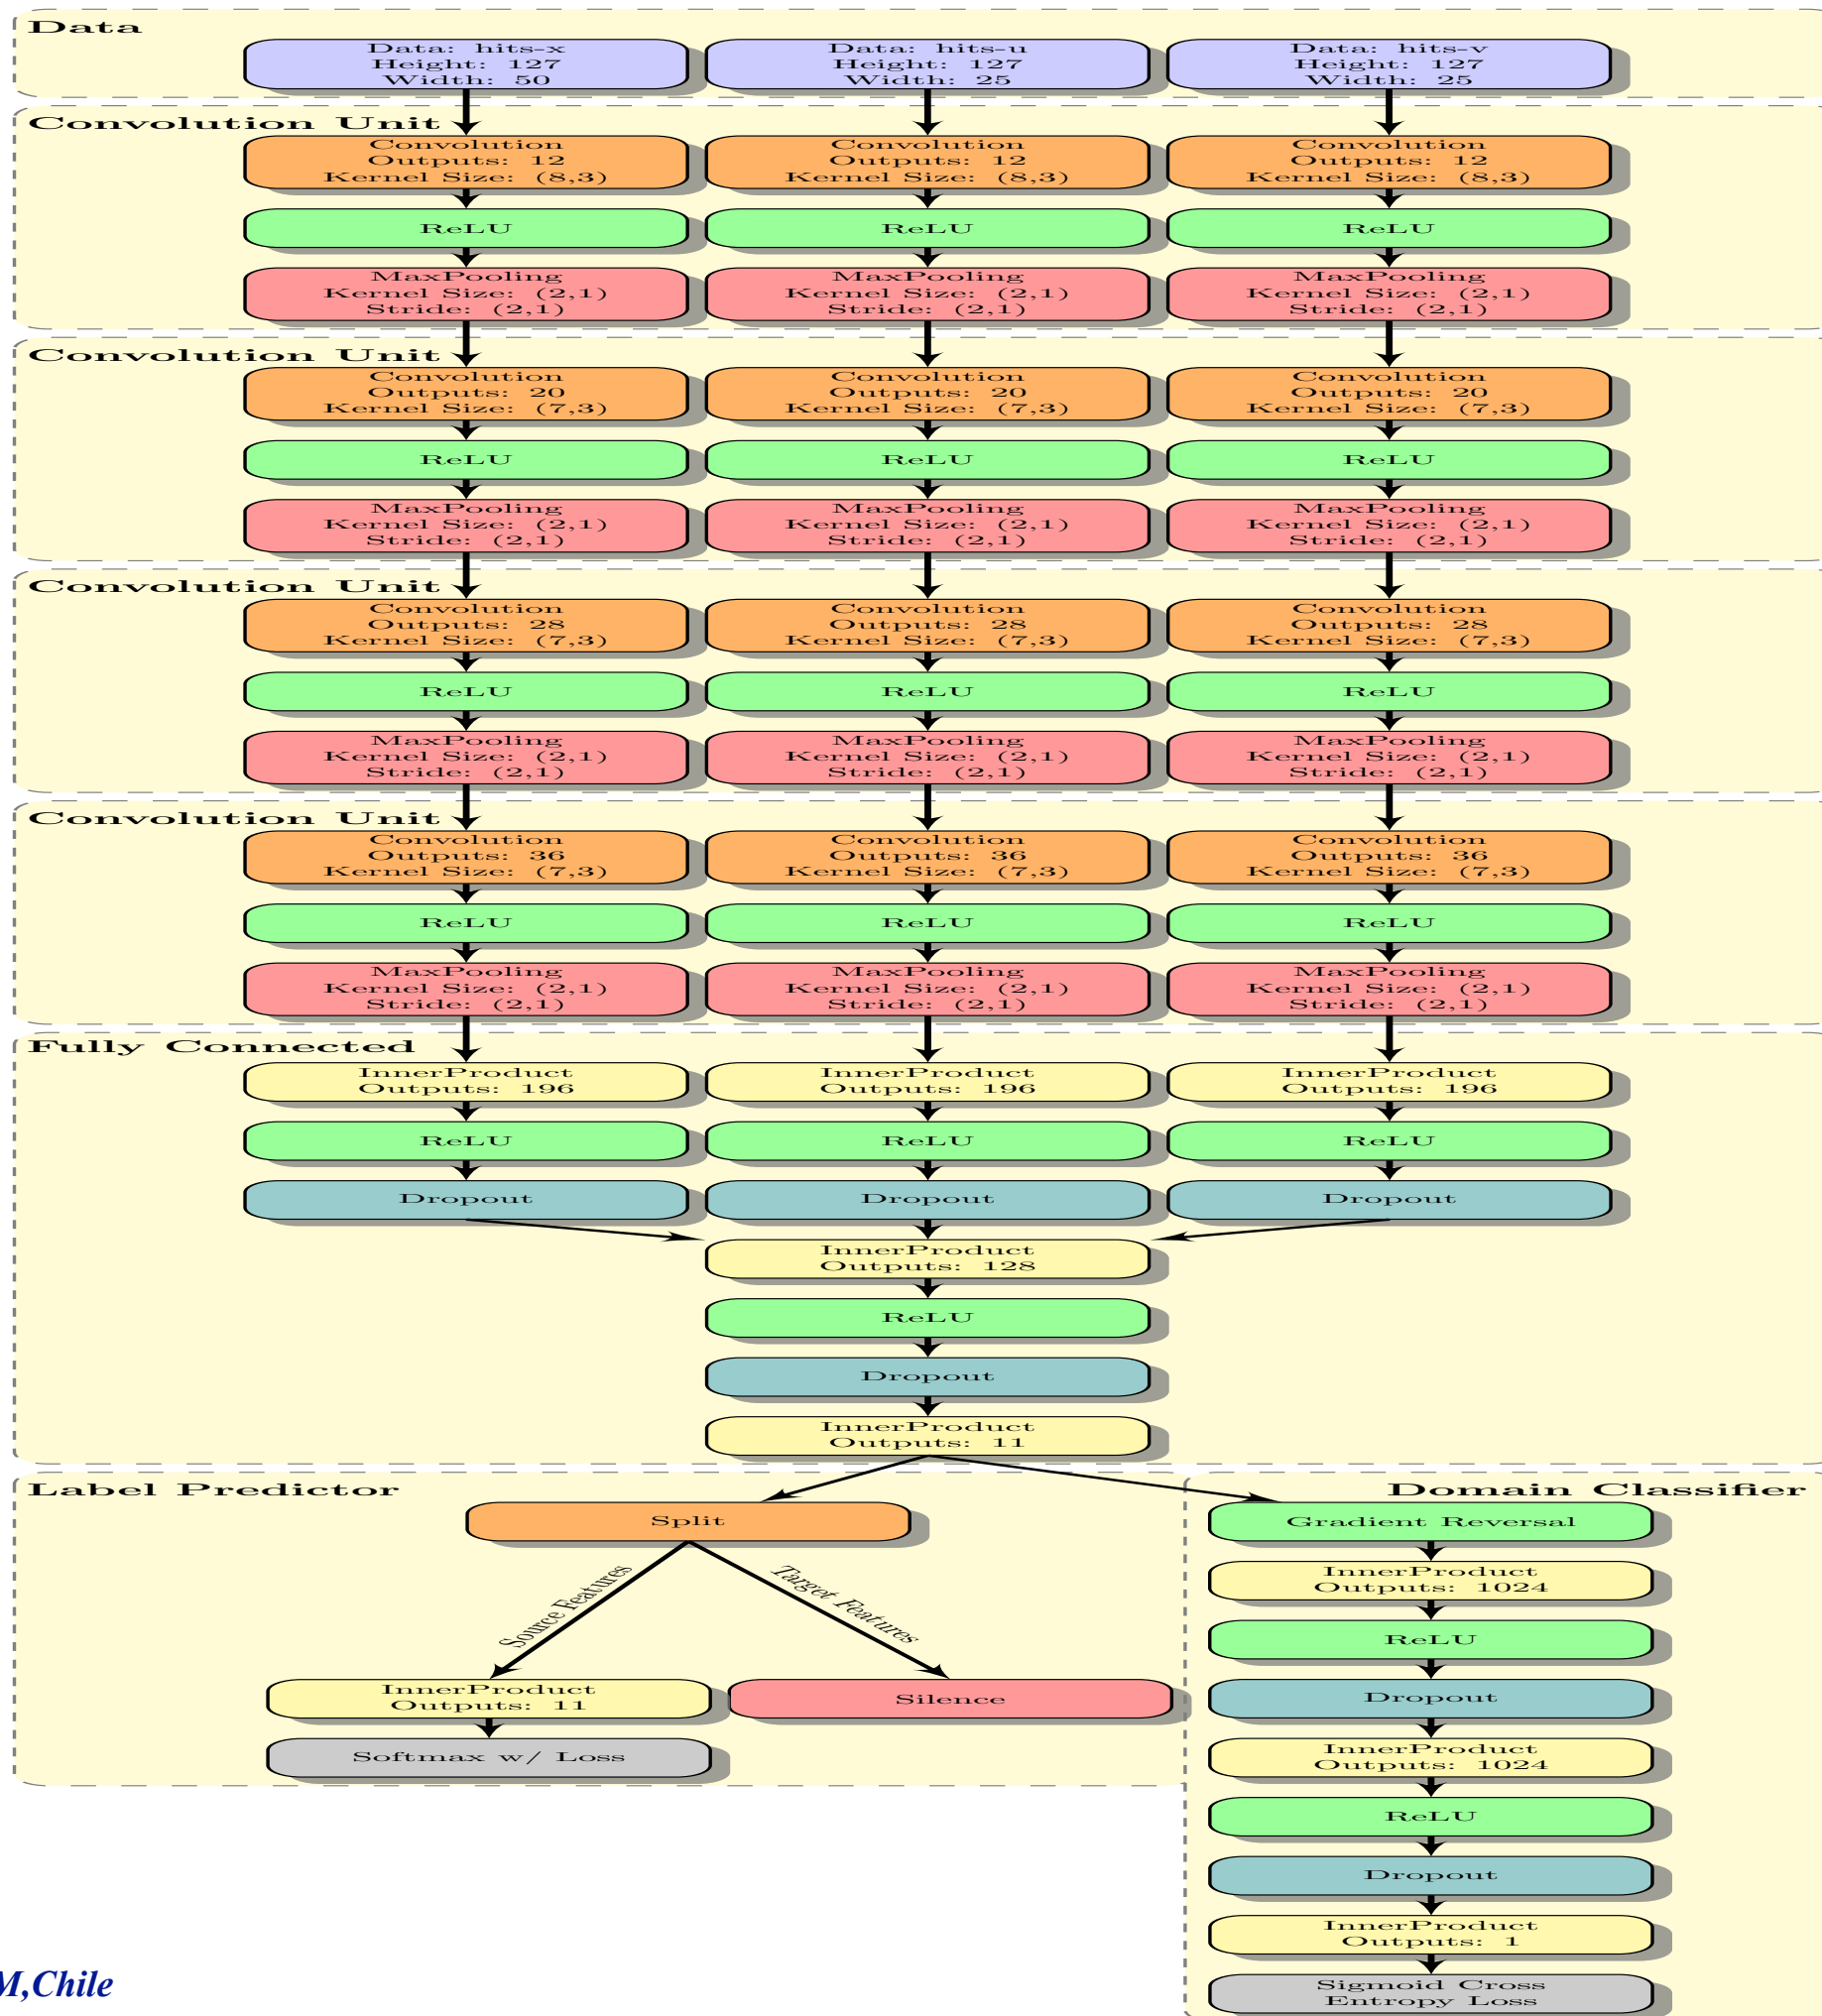 Data
Data: hits-x
Height: 127
Width: 50
Data: hits-u
Height: 127
Width: 25
Data: hits-v
Height: 127
Width: 25
Convolution Unit
Convolution
Outputs: 12
Kernel Size: (8,3)
Convolution
Outputs: 12
Kernel Size: (8,3)
Convolution
Outputs: 12
Kernel Size: (8,3)
ReLU
ReLU
ReLU
MaxPooling
Kernel Size: (2,1)
Stride: (2,1)
MaxPooling
Kernel Size: (2,1)
Stride: (2,1)
MaxPooling
Kernel Size: (2,1)
Stride: (2,1)
Convolution Unit
Convolution
Outputs: 20
Kernel Size: (7,3)
Convolution
Outputs: 20
Kernel Size: (7,3)
Convolution
Outputs: 20
Kernel Size: (7,3)
ReLU
ReLU
ReLU
MaxPooling
Kernel Size: (2,1)
Stride: (2,1)
MaxPooling
Kernel Size: (2,1)
Stride: (2,1)
MaxPooling
Kernel Size: (2,1)
Stride: (2,1)
Convolution Unit
Convolution
Outputs: 28
Kernel Size: (7,3)
Convolution
Outputs: 28
Kernel Size: (7,3)
Convolution
Outputs: 28
Kernel Size: (7,3)
ReLU
ReLU
ReLU
MaxPooling
Kernel Size: (2,1)
Stride: (2,1)
MaxPooling
Kernel Size: (2,1)
Stride: (2,1)
MaxPooling
Kernel Size: (2,1)
Stride: (2,1)
Convolution Unit
Convolution
Outputs: 36
Kernel Size: (7,3)
Convolution
Outputs: 36
Kernel Size: (7,3)
Convolution
Outputs: 36
Kernel Size: (7,3)
ReLU
ReLU
ReLU
MaxPooling
Kernel Size: (2,1)
Stride: (2,1)
MaxPooling
Kernel Size: (2,1)
Stride: (2,1)
MaxPooling
Kernel Size: (2,1)
Stride: (2,1)
Fully Connected
InnerProduct
Outputs: 196
InnerProduct
Outputs: 196
InnerProduct
Outputs: 196
ReLU
ReLU
ReLU
Dropout
Dropout
Dropout
InnerProduct
Outputs: 128
ReLU
Dropout
InnerProduct
Outputs: 11
Label Predictor
Split
Source Features
Target Features
InnerProduct
Outputs: 11
Silence
Softmax w/ Loss
Domain Classifier
Gradient Reversal
InnerProduct
Outputs: 1024
ReLU
Dropout
InnerProduct
Outputs: 1024
ReLU
Dropout
InnerProduct
Outputs: 1
Sigmoid Cross
Entropy Loss
M,Chile